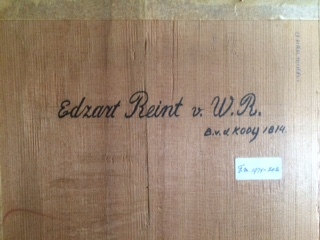 Edzart Reint v. W.R.
B.v.d Kooy 1814.